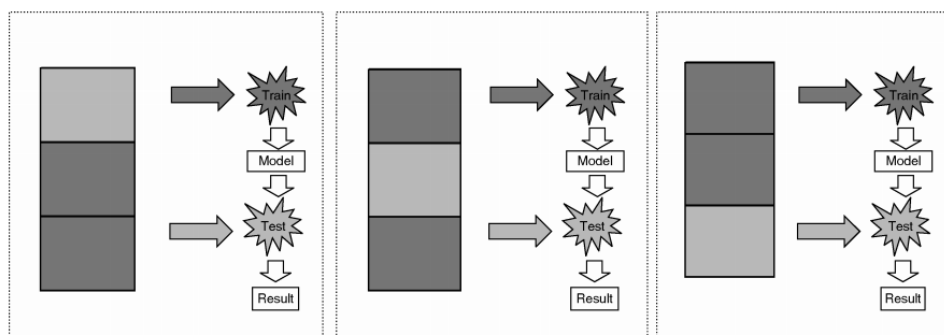 Train
Model
Test
Result
Train
Model
Test
Result
Train
Model
Test
Result